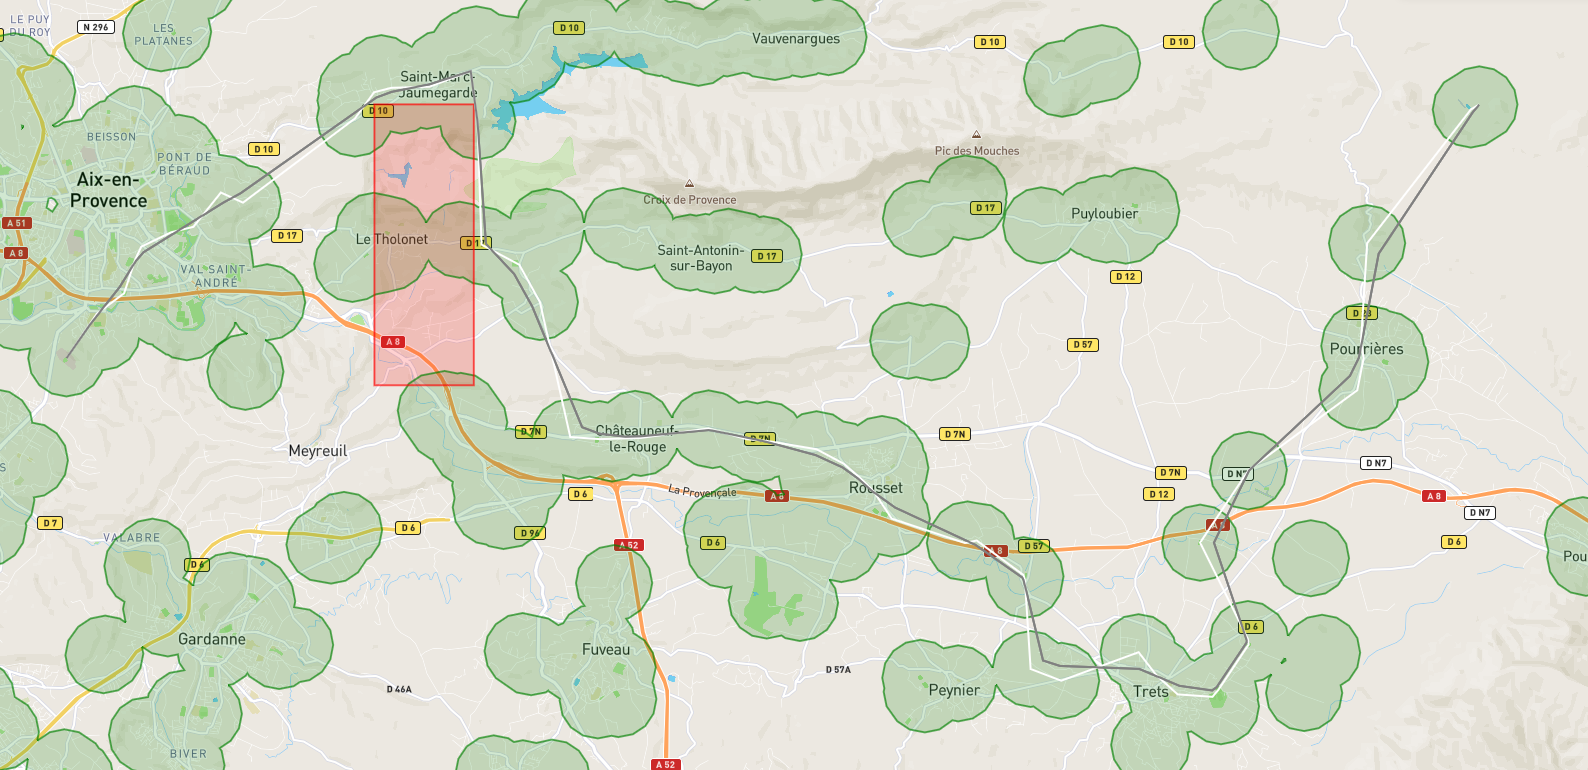 LE PUY
DU ROY
N 296
LES
PLATANES
D 10
Vauvenargues
D 10
D 10
Saint-Marc-
Jaumegarde
D 10
BEISSON
D 10
PONT DE
BÉRAUD
Aix-en-
Provence
Pic des Mouches
Croix de Provence
D 17
Puyloubier
A 51
A 8
D 17
Le Tholonet
Saint-Antonin-
sur-Bayon
D 17
VAL SAINT-
ANDRÉ
D 12
A 8
D 57
Pourrières
D 7N
Châteauneuf-
le-Rouge
D 7N
D 7N
Meyreuil
D N7
D 7N
La Provençale
A 8
Rousset
D 6
D 12
A 8
D N7
D 7
D 6
D 96
VALABRE
A 52
D 6
A 8
D 57
D 6
Pou
D 6
Gardanne
Fuveau
D 6
D 57A
D 46A
Peynier
Trets
BIVER
A 52